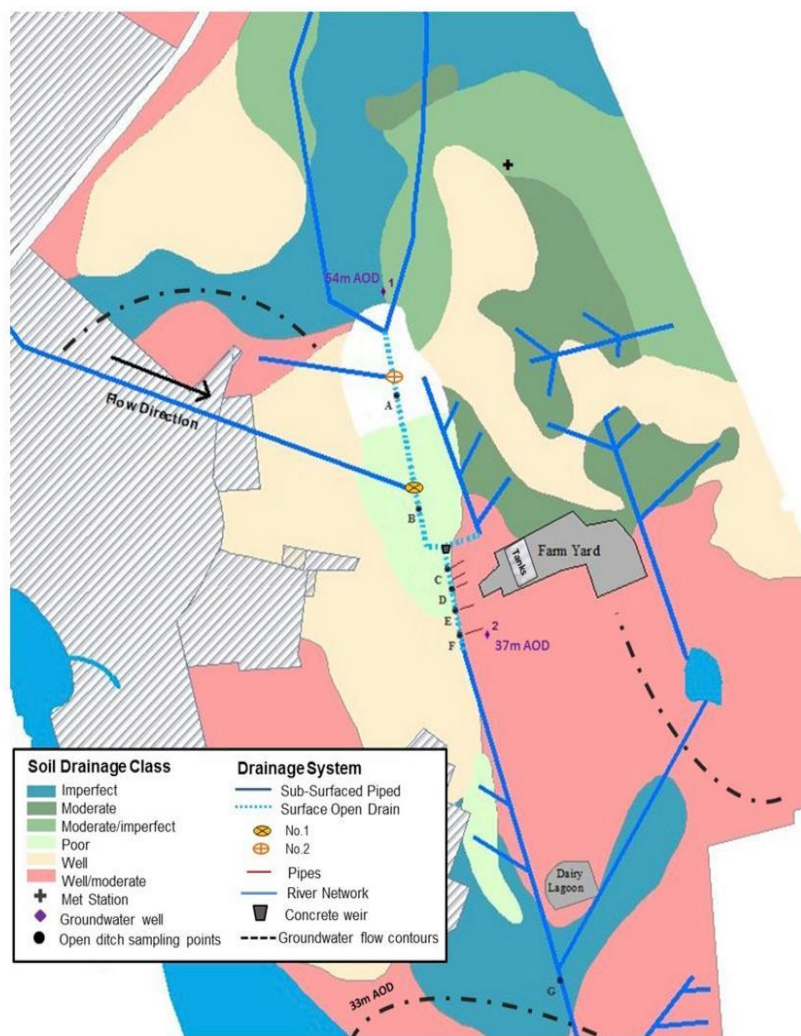 54m AOD
1
A
Flow Direction
B
Tanks
Farm Yard
C
D
E
F
2
37m AOD
Soil Drainage Class
Imperfect
Moderate
Moderate/imperfect
Poor
Well
Well/moderate
Met Station
Groundwater well
Open ditch sampling points
Drainage System
Sub-Surfaced Piped
Surface Open Drain
No.1
No.2
Pipes
River Network
Concrete weir
Groundwater flow contours
Dairy
Lagoon
G
33m AOD